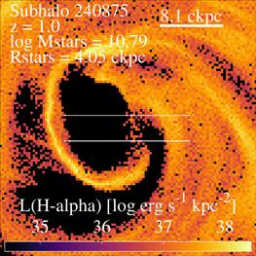 Subhalo 240875
8.1 ckpc
z = 1.0
log Mstars = 10.79
Rstars = 4.05 ckpc
L(H-alpha) [log erg s^-1 kpc^-2]
35 36 37 38